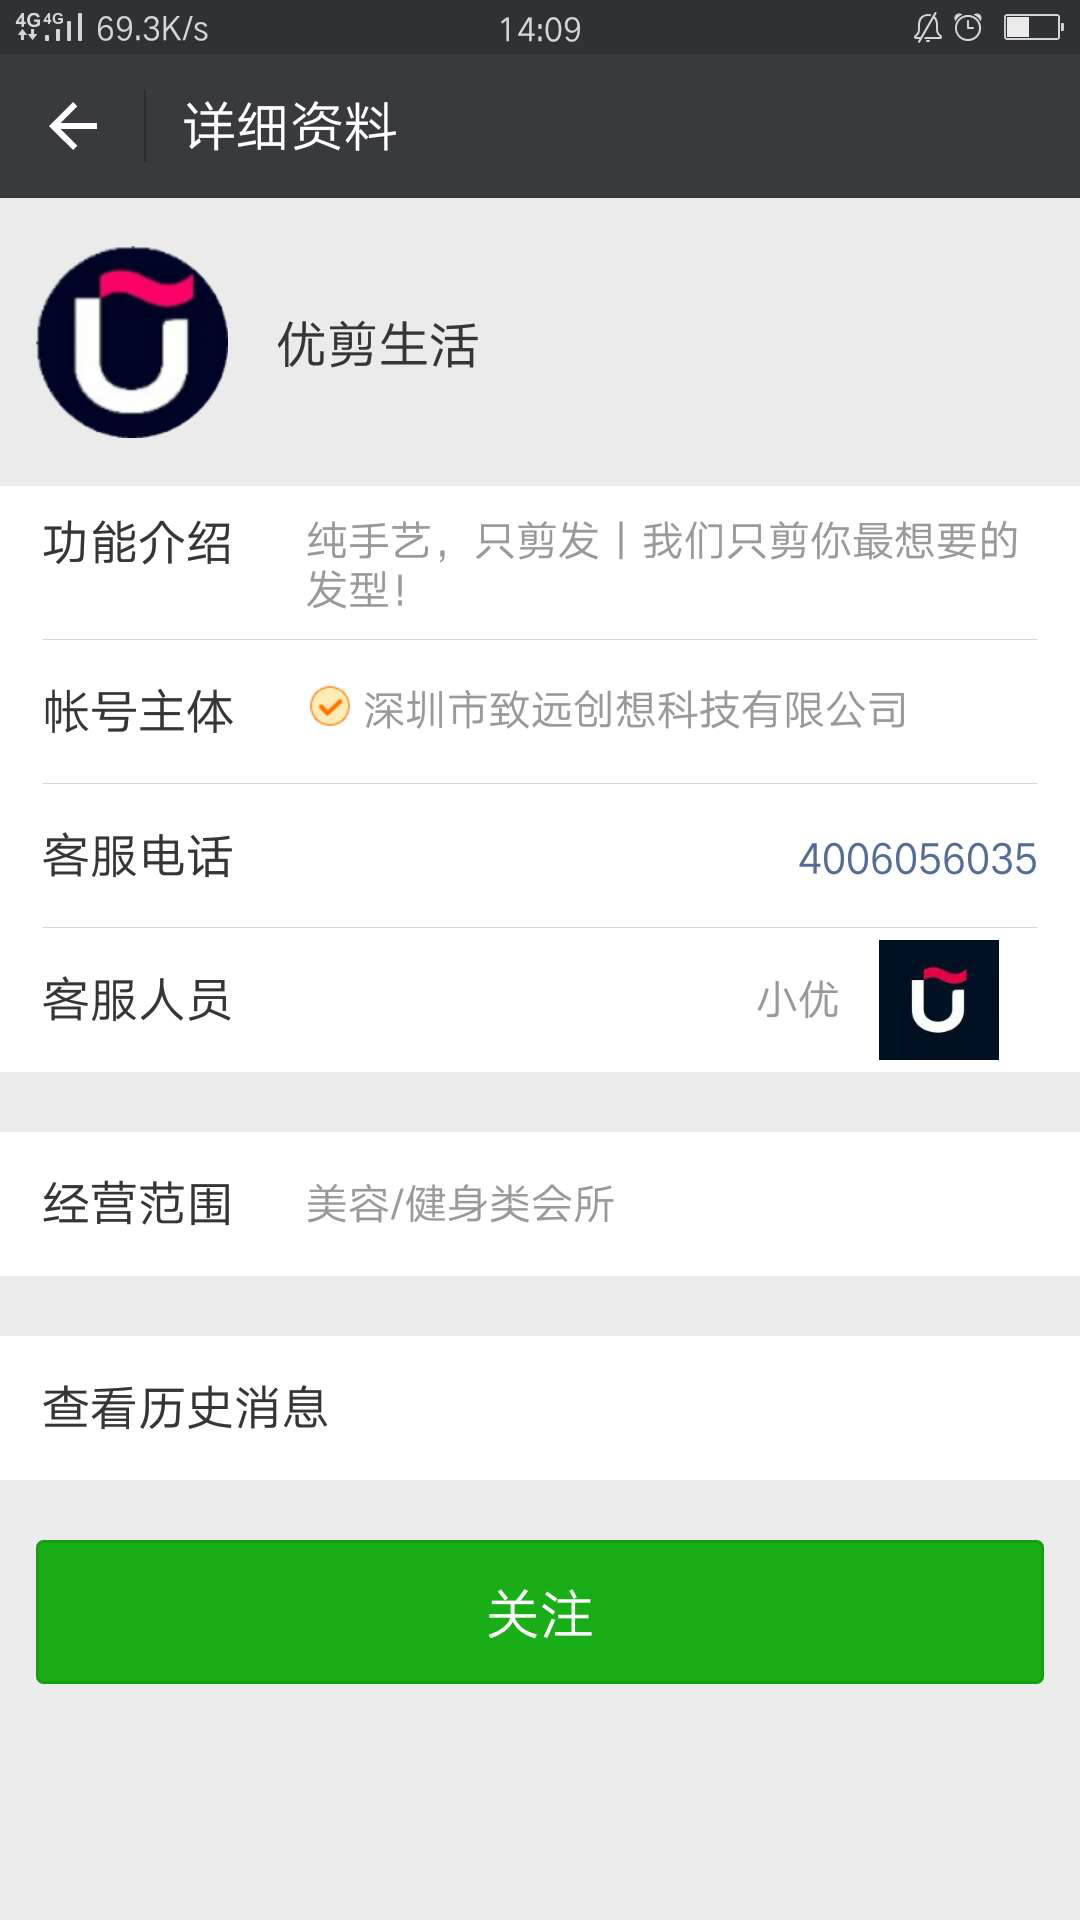 4G 4G 69.3K/s 14:09
详细资料
优剪生活
功能介绍 纯手艺，只剪发丨我们只剪你最想要的
发型！
帐号主体 深圳市致远创想科技有限公司
客服电话 4006056035
客服人员 小优
经营范围 美容/健身类会所
查看历史消息
关注